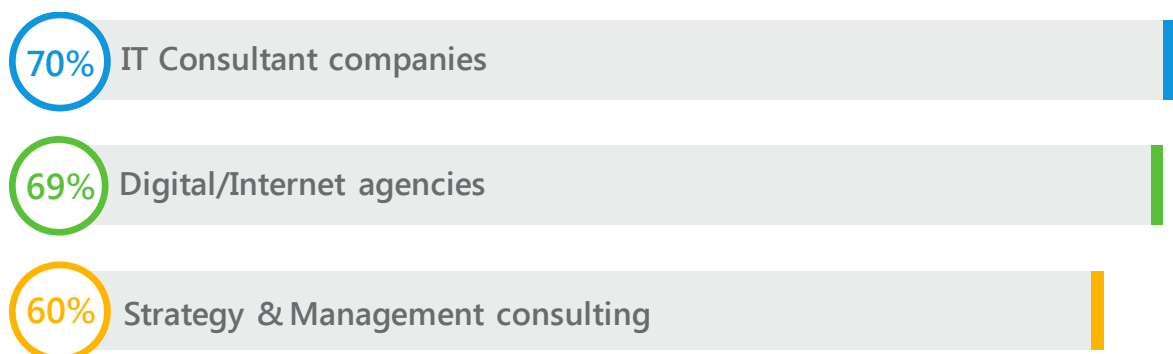 70% IT Consultant companies
69% Digital/Internet agencies
60% Strategy & Management consulting